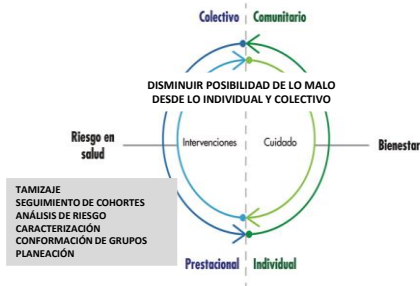 Colectivo Comunitario
DISMINUIR POSIBILIDAD DE LO MALO
DESDE LO INDIVIDUAL Y COLECTIVO
Riesgo en
salud
Intervenciones
Cuidado
Bienestar
TAMIZAJE
SEGUIMIENTO DE COHORTES
ANÁLISIS DE RIESGO
CARACTERIZACIÓN
CONFORMACIÓN DE GRUPOS
PLANEACIÓN
Prestacional Individual